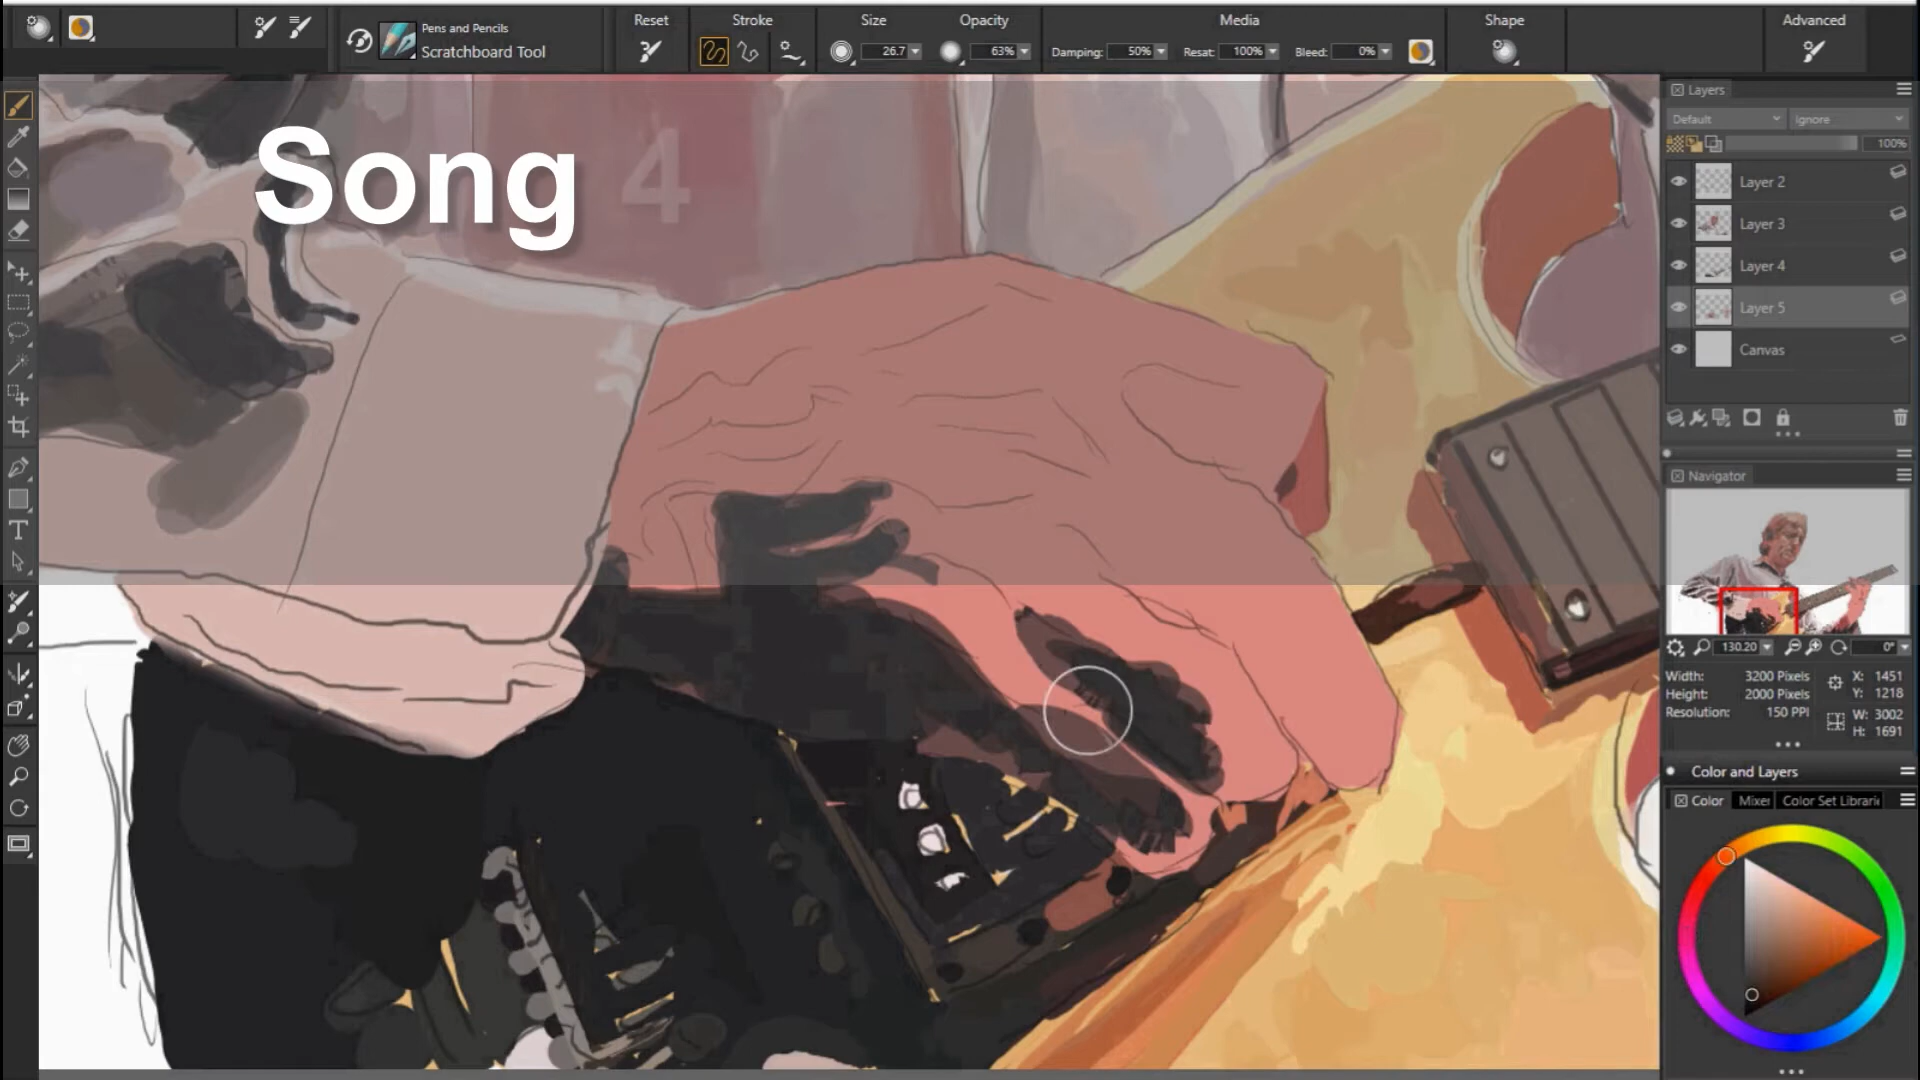 Reset
Stroke
Size
Opacity
Media
Shape
Advanced
Pens and Pencils
Scratchboard Tool
26.7
63%
Damping: 50%
Resat: 100%
Bleed: 0%
Song 4
Layers
Default
Ignore
100%
Layer 2
Layer 3
Layer 4
Layer 5
Canvas
Navigator
130.20
0°
Width: 3200 Pixels
Height: 2000 Pixels
Resolution: 150 PPI
X: 1451
Y: 1218
W: 3002
H: 1691
Color and Layers
Color
Mixer
Color Set Librari
T